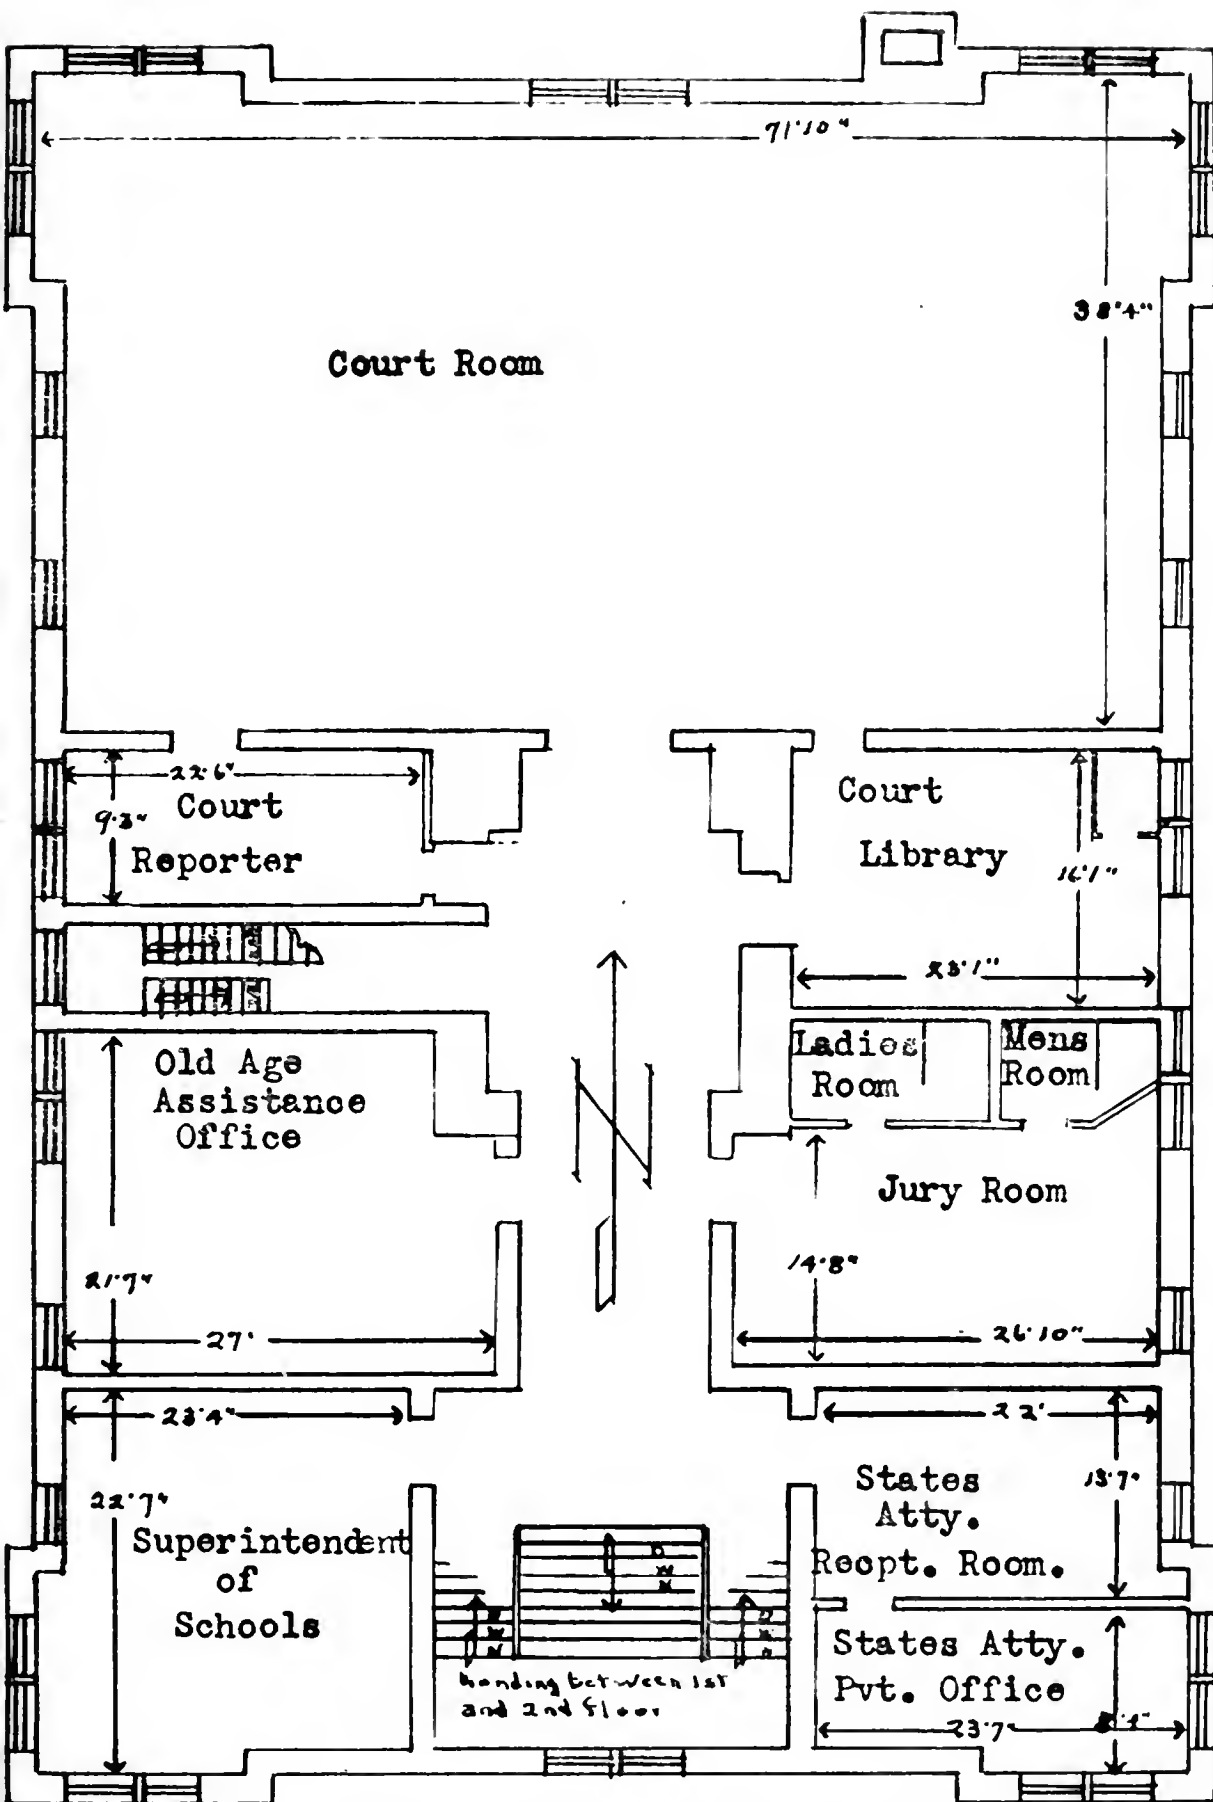 71'10"
38'4"
Court Room
22'6"
Court
9'3"
Reporter
Court
Library
16'1"
23'1"
Old Age
Assistance
Office
Ladies
Room
Mens
Room
N
Jury Room
21'7"
27'
14'8"
26'10"
23'4"
22'
22'7"
Superintendent
of
Schools
States
Atty.
Recpt. Room.
13'7"
Landing between 1st
and 2nd floor
States Atty.
Pvt. Office
23'7"